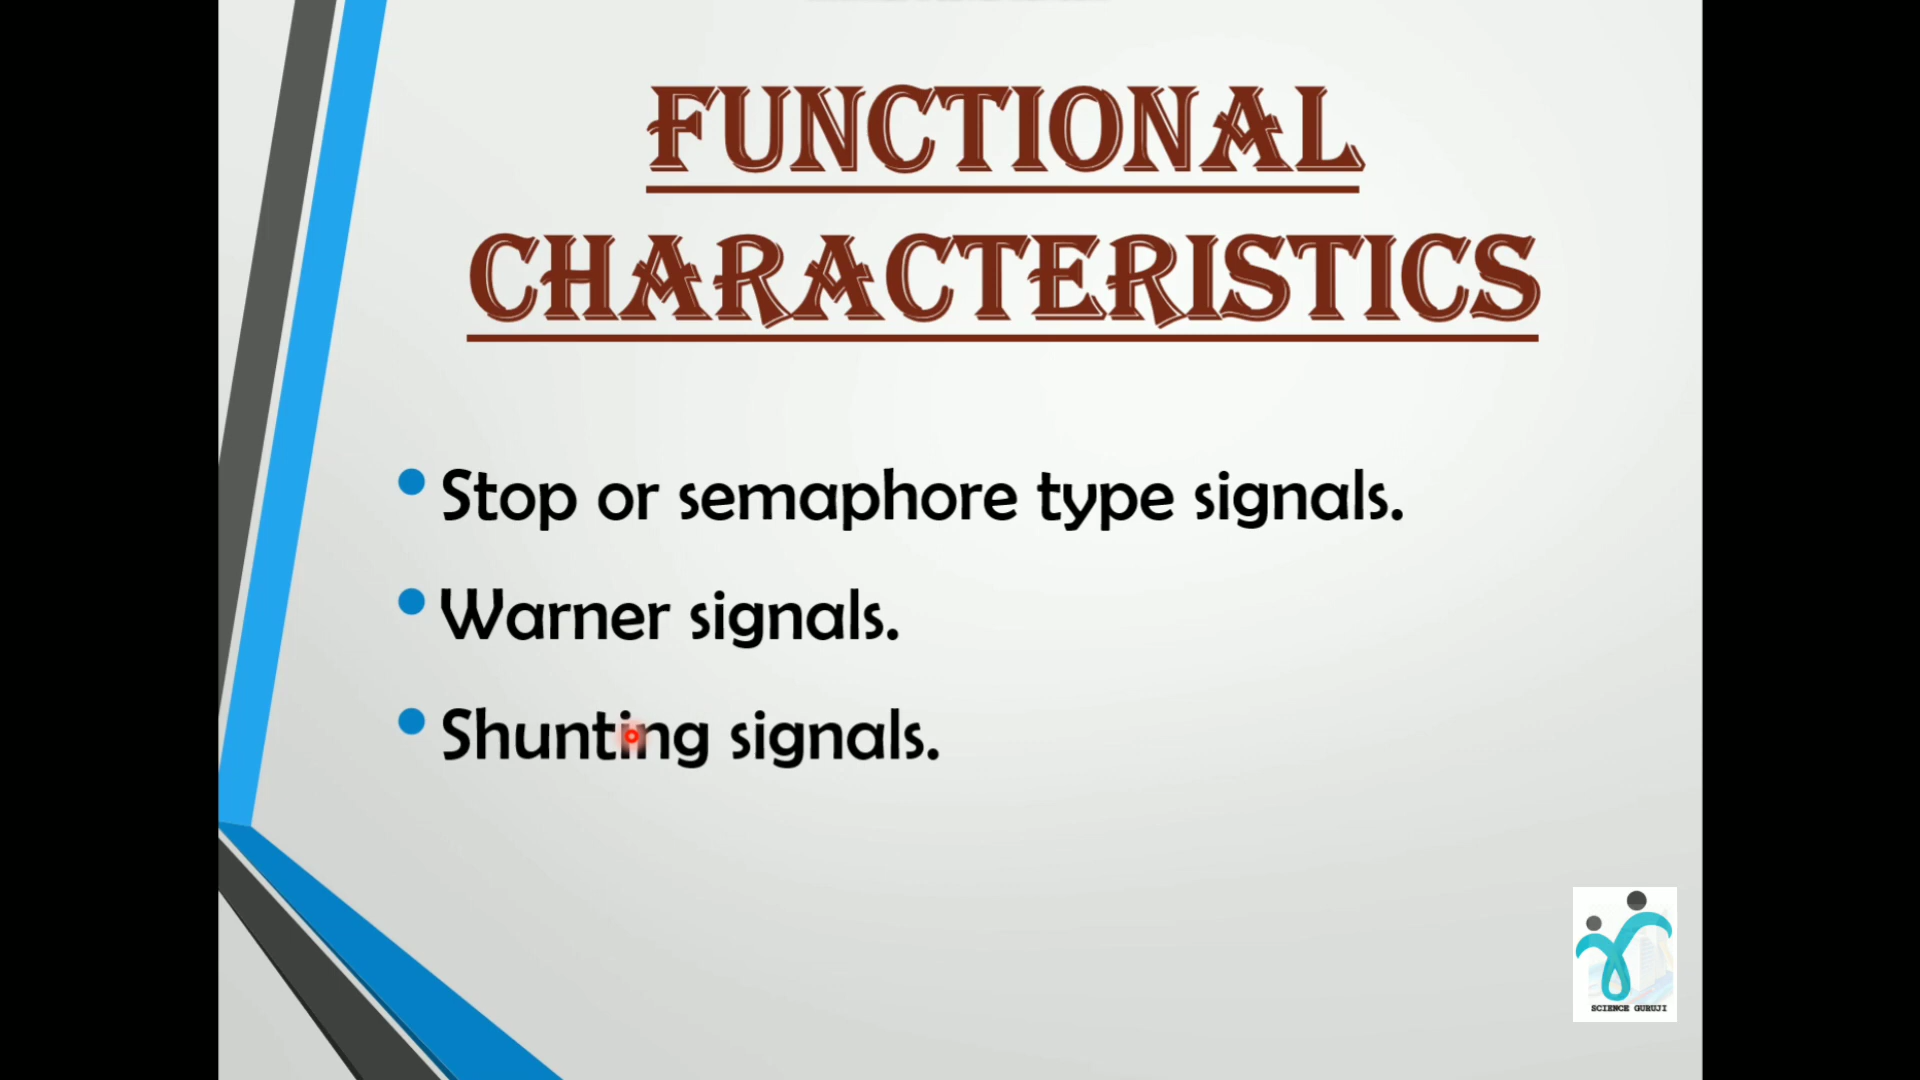 FUNCTIONAL
CHARACTERISTICS
Stop or semaphore type signals.
Warner signals.
Shunting signals.
SCIENCE GURUJI